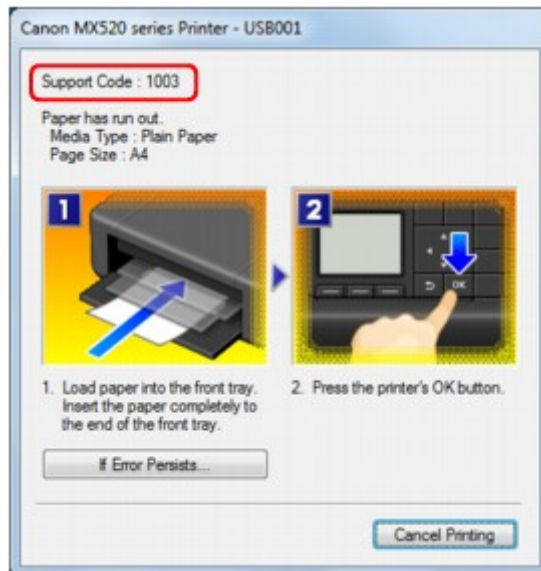 Canon MX520 series Printer - USB001
Support Code : 1003
Paper has run out.
Media Type : Plain Paper
Page Size : A4
1
2
OK
1. Load paper into the front tray.
Insert the paper completely to
the end of the front tray.
2. Press the printer's OK button.
If Error Persists...
Cancel Printing